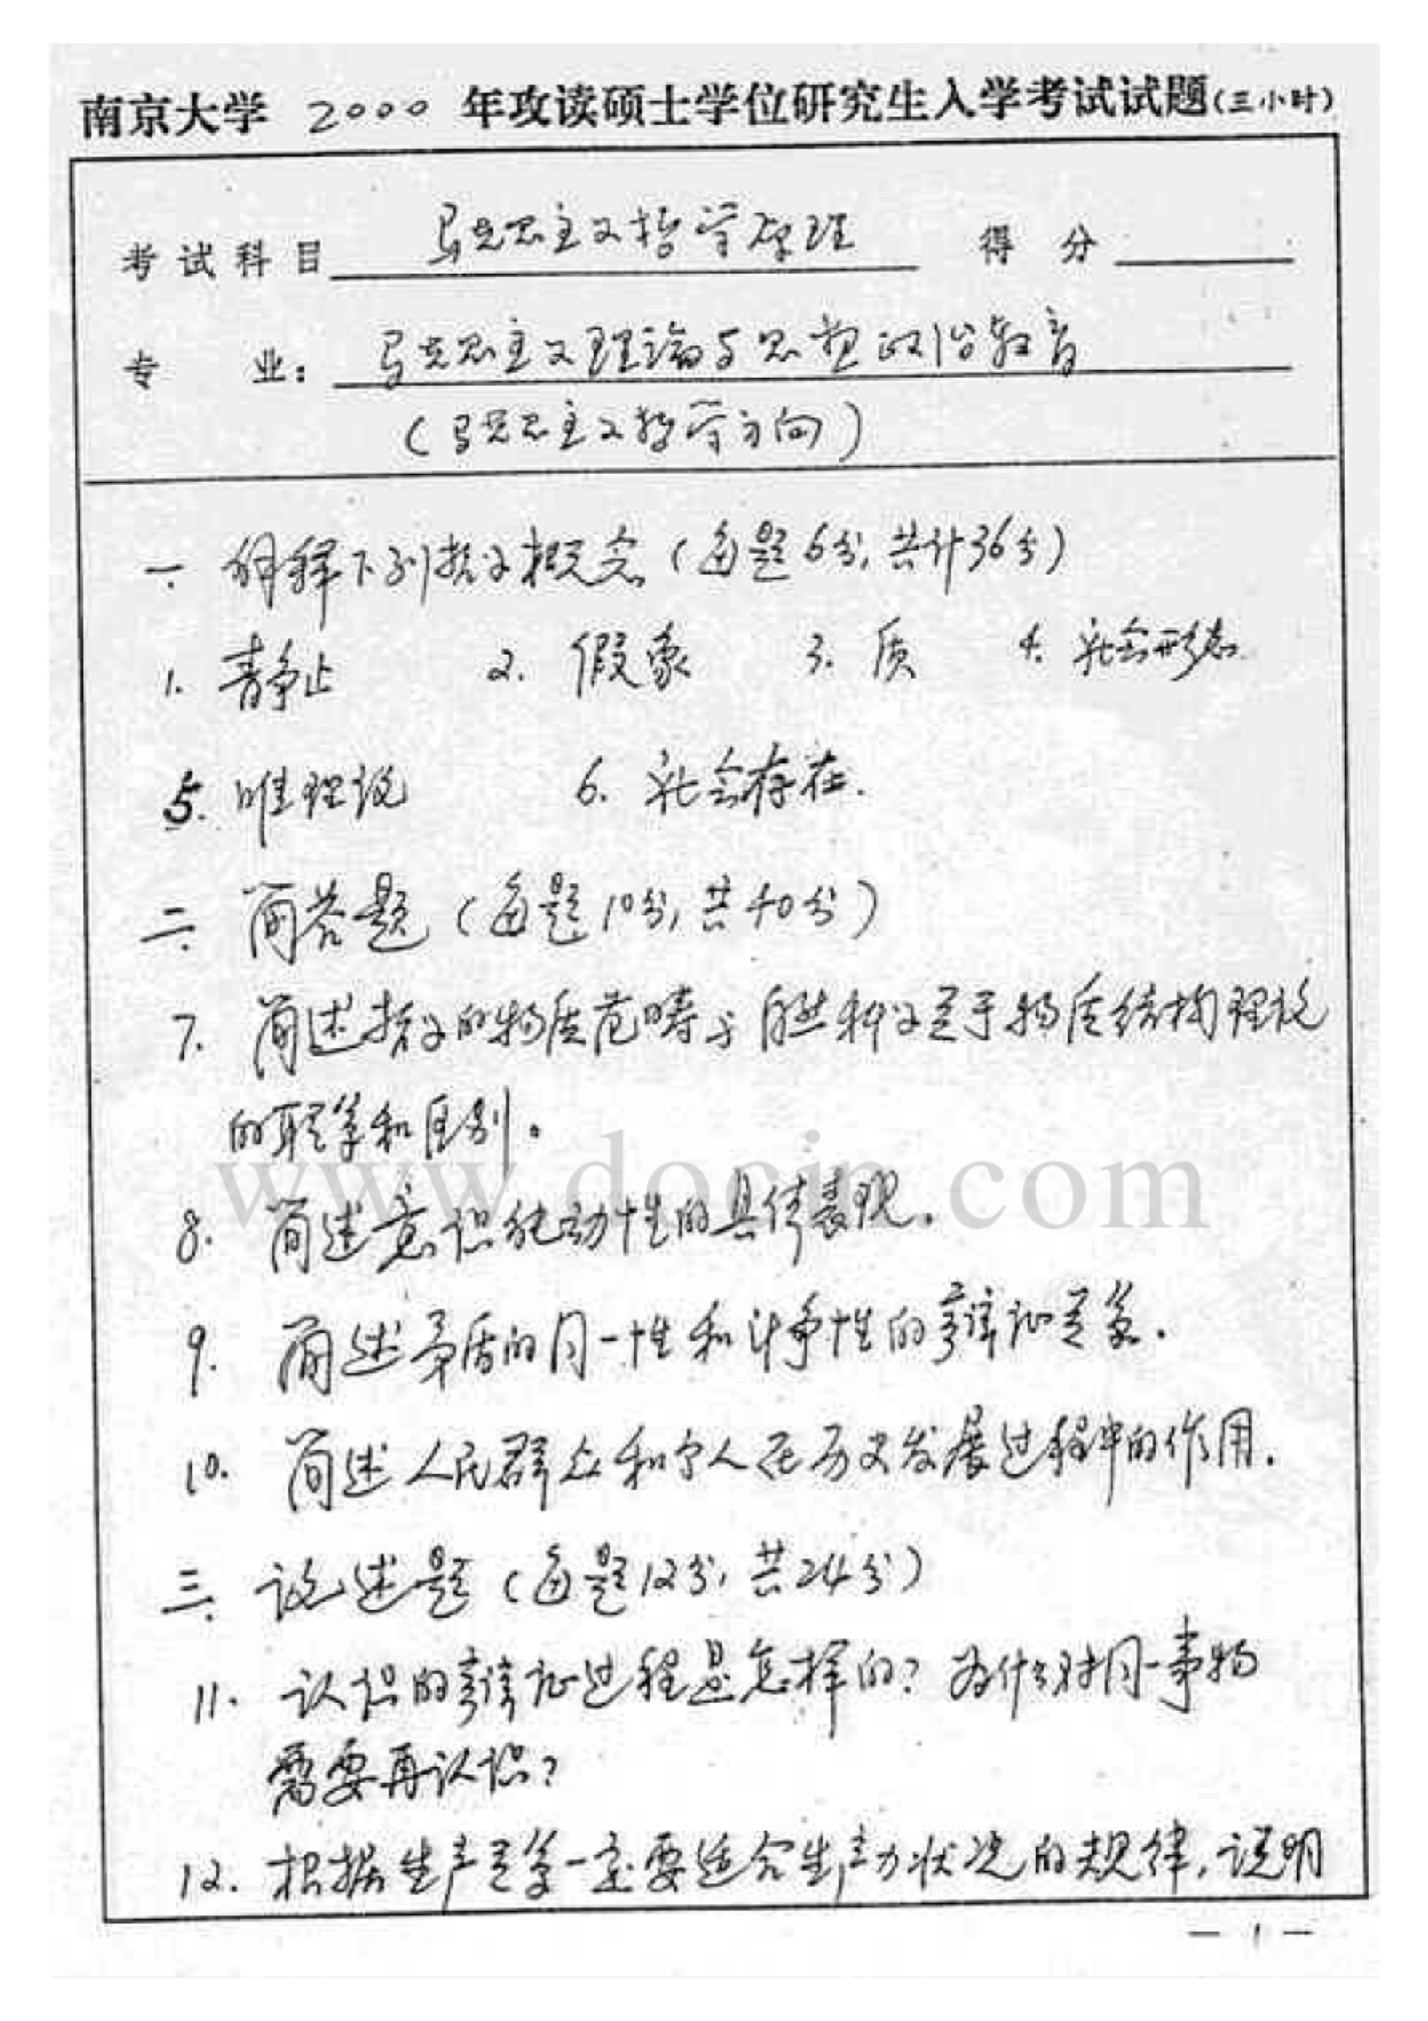 南京大学 2000 年攻读硕士学位研究生入学考试试题(三小时)
考试科目 马克思主义哲学原理 得分
专 业: 马克思主义理论与思想政治教育
(马克思主义哲学方向)
一. 解释下列哲学概念(每题6分,共计36分)
1. 静止 2. 假象 3. 质 4. 社会形态
5. 唯理论 6. 社会存在.
二. 简答题(每题10分,共40分)
7. 简述哲学的物质范畴与自然科学关于物质结构理论
的联系和区别。
8. 简述意识能动性的具体表现。
9. 简述矛盾的同一性和斗争性的辩证关系.
10. 简述人民群众和个人在历史发展过程中的作用.
三. 论述题(每题12分,共24分)
11. 认识的辩证过程是怎样的?为什么对同一事物
需要再认识?
12. 根据生产关系一定要适合生产力状况的规律,说明
— 1 —
www.docin.com